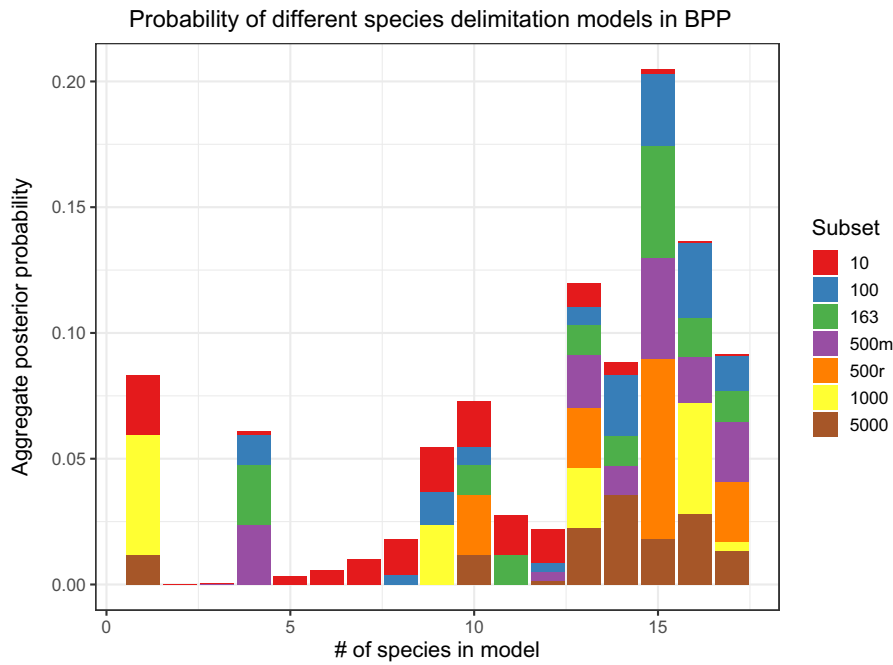 Probability of different species delimitation models in BPP
Aggregate posterior probability
0.20
0.15
0.10
0.05
0.00
0
5
10
15
# of species in model
Subset
10
100
163
500m
500r
1000
5000